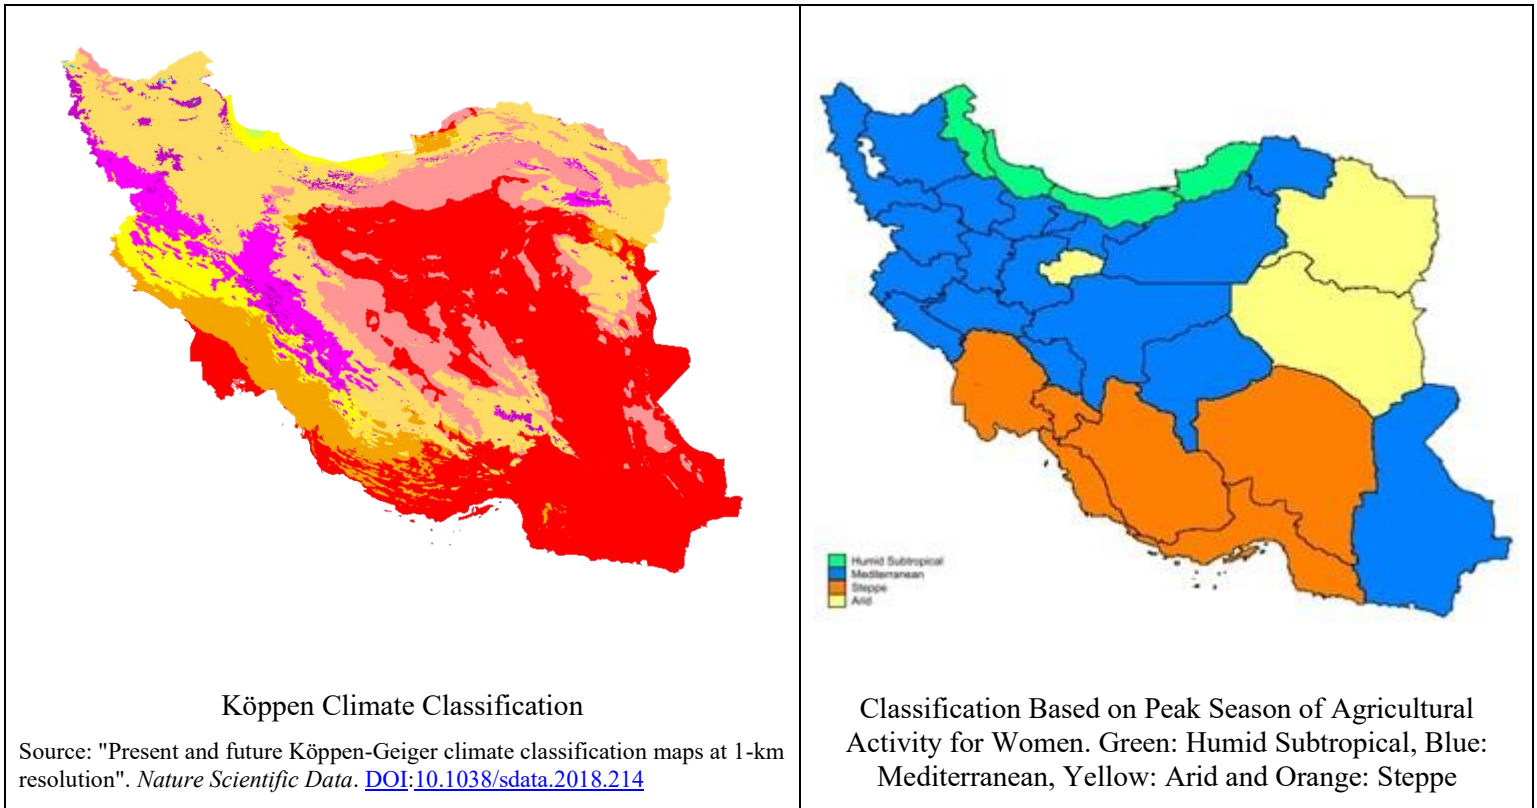 Köppen Climate Classification
Source: "Present and future Köppen-Geiger climate classification maps at 1-km
resolution". Nature Scientific Data. DOI:10.1038/sdata.2018.214
Humid Subtropical
Mediterranean
Steppe
Arid
Classification Based on Peak Season of Agricultural
Activity for Women. Green: Humid Subtropical, Blue:
Mediterranean, Yellow: Arid and Orange: Steppe